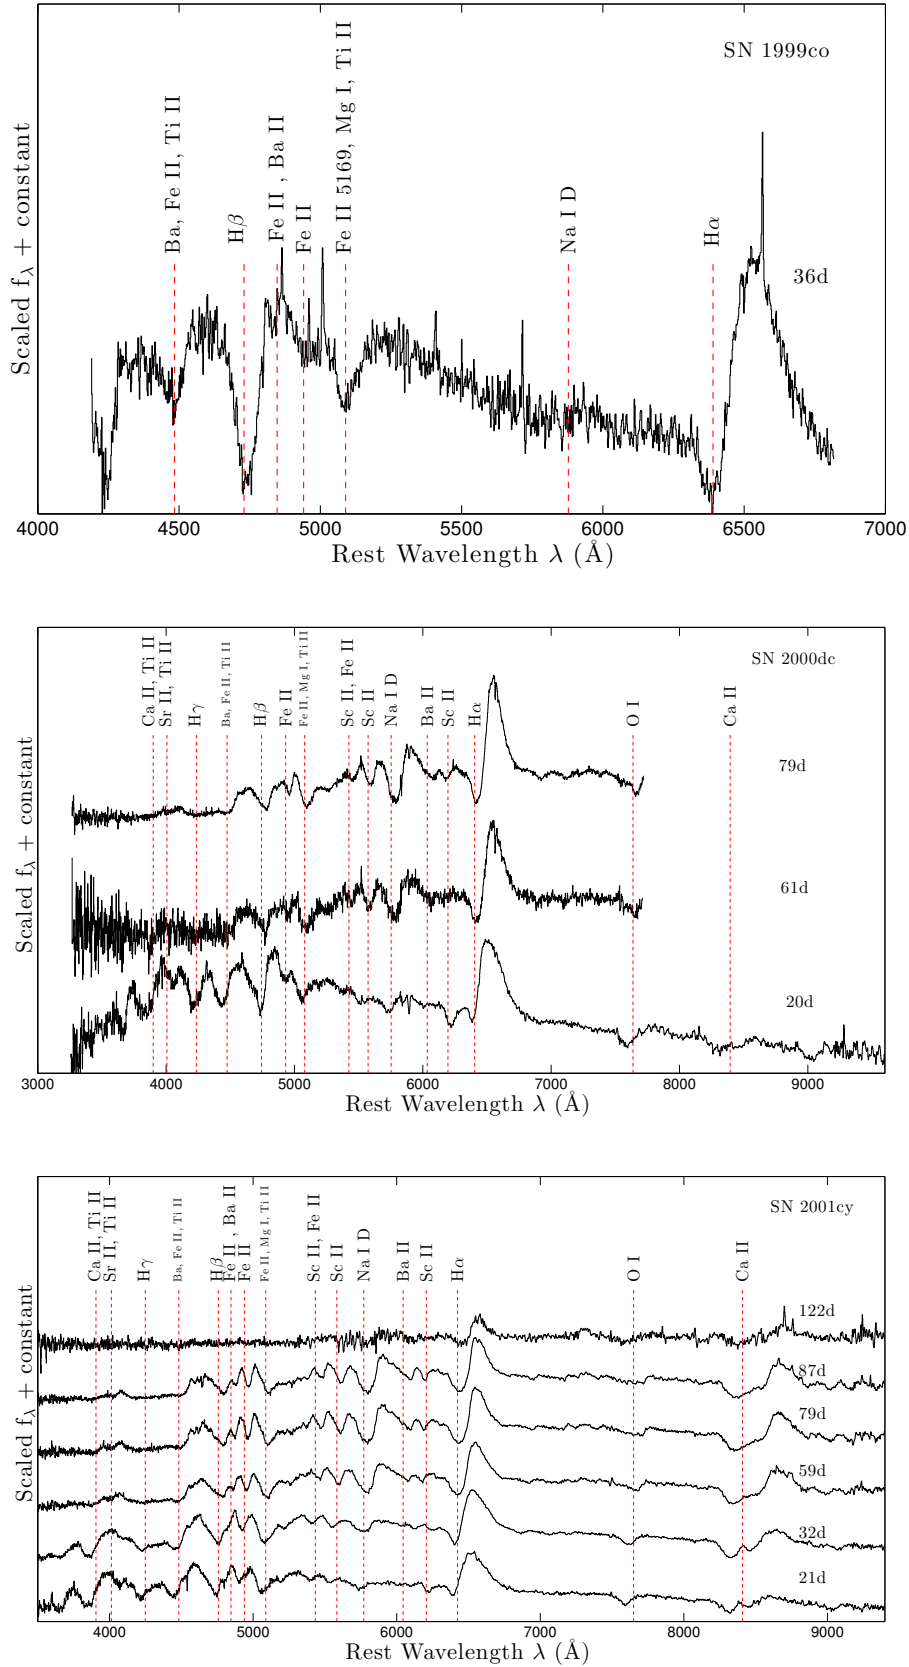 SN 1999co
Ba, Fe II, Ti II
Hβ
Fe II , Ba II
Fe II
Fe II 5169, Mg I, Ti II
Na I D
Hα
36d
Scaled fλ + constant
4000 4500 5000 5500 6000 6500 7000
Rest Wavelength λ (Å)
SN 2000dc
Ca II, Ti II
Sr II, Ti II
Hγ
Ba, Fe II, Ti II
Hβ
Fe II
Fe II, Mg I, Ti II
Sc II, Fe II
Sc II
Na I D
Ba II
Sc II
Hα
O I
Ca II
79d
61d
20d
Scaled fλ + constant
3000 4000 5000 6000 7000 8000 9000
Rest Wavelength λ (Å)
SN 2001cy
Ca II, Ti II
Sr II, Ti II
Hγ
Ba, Fe II, Ti II
Hβ
Fe II , Ba II
Fe II
Fe II, Mg I, Ti II
Sc II, Fe II
Sc II
Na I D
Ba II
Sc II
Hα
O I
Ca II
122d
87d
79d
59d
32d
21d
Scaled fλ + constant
4000 5000 6000 7000 8000 9000
Rest Wavelength λ (Å)